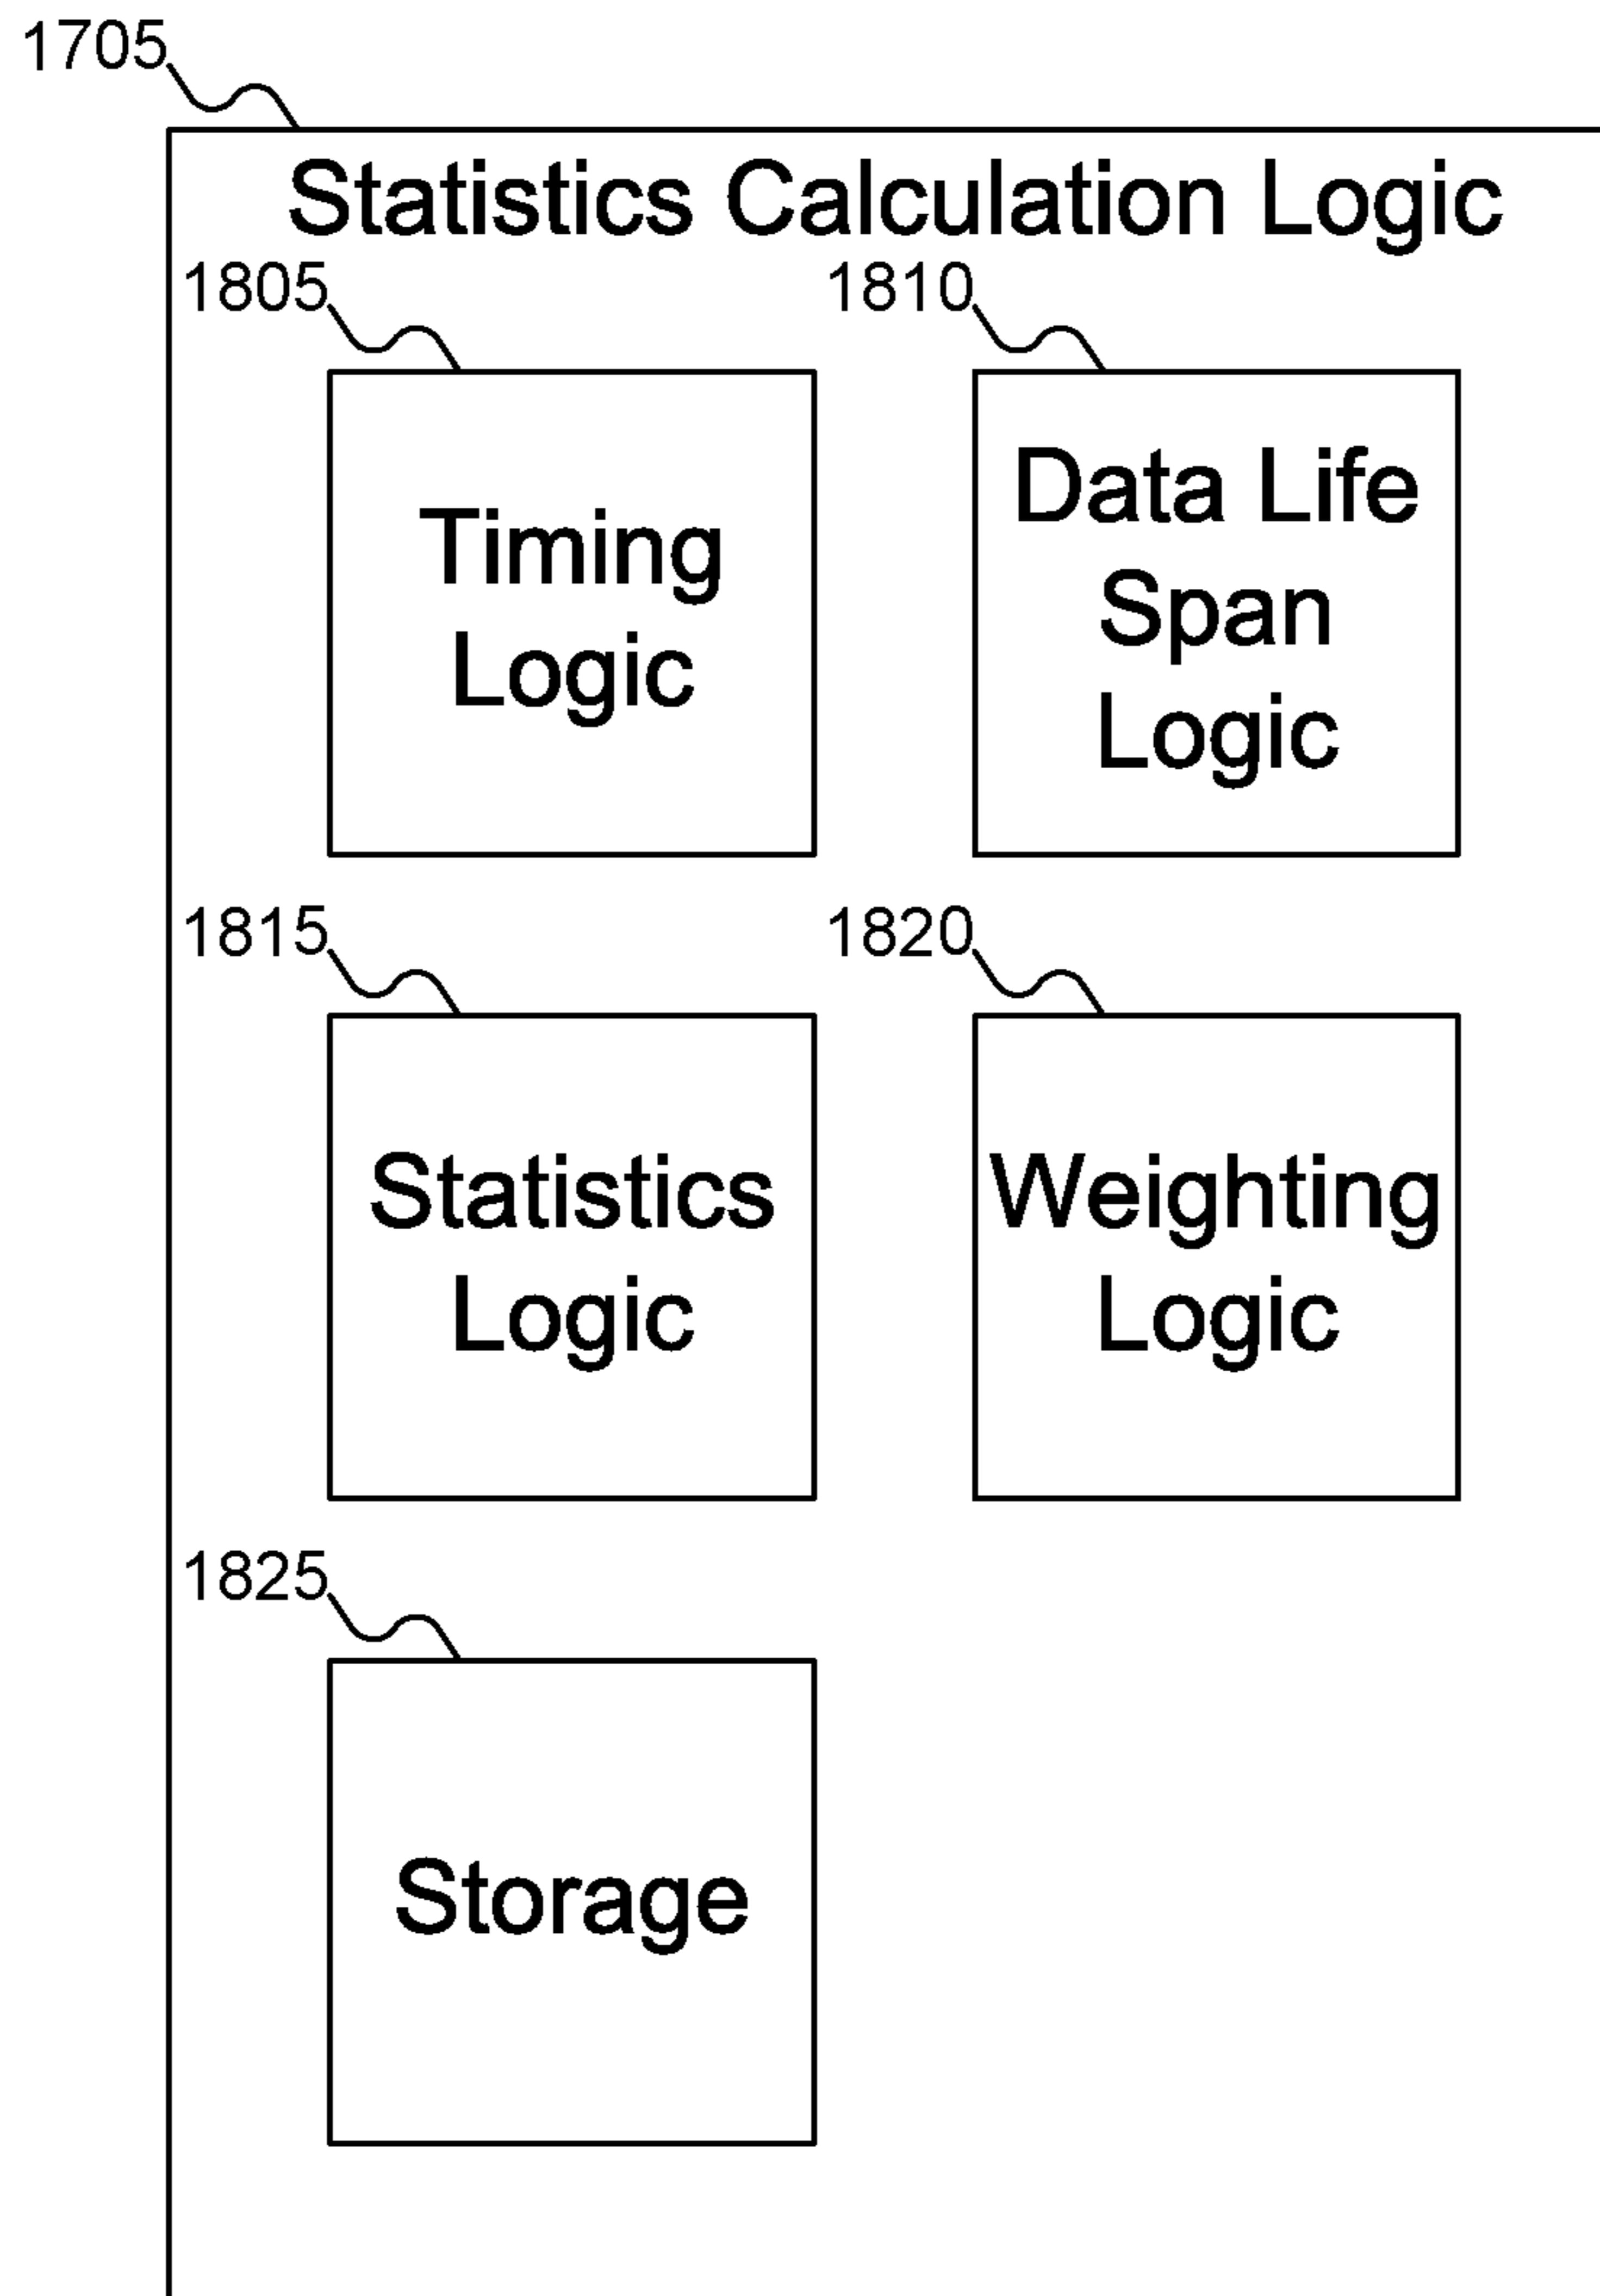 1705
Statistics Calculation Logic
1805
1810
Timing
Logic
Data Life
Span
Logic
1815
1820
Statistics
Logic
Weighting
Logic
1825
Storage